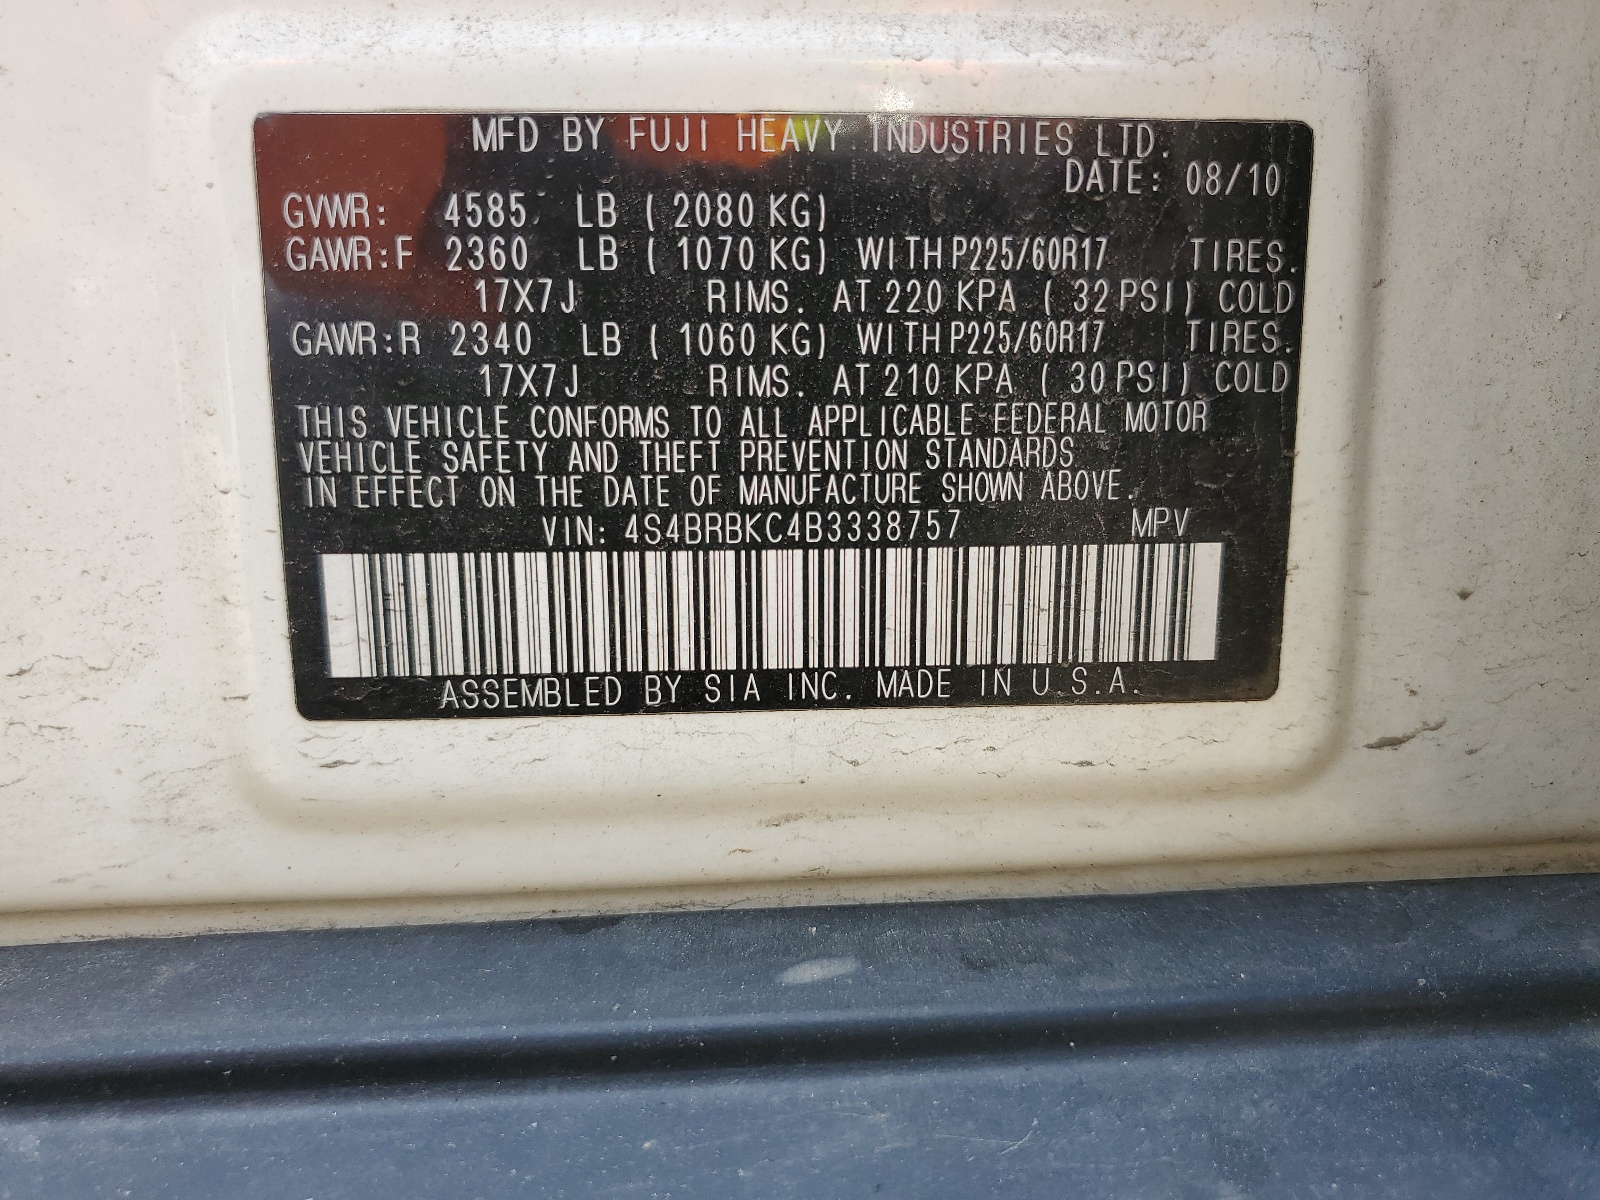 MFD BY FUJI HEAVY INDUSTRIES LTD.
DATE: 08/10
GVWR: 4585 LB (2080 KG)
GAWR:F 2360 LB (1070 KG) WITH P225/60R17 TIRES.
17X7J RIMS. AT 220 KPA (32 PSI) COLD
GAWR:R 2340 LB (1060 KG) WITH P225/60R17 TIRES.
17X7J RIMS. AT 210 KPA (30 PSI) COLD
THIS VEHICLE CONFORMS TO ALL APPLICABLE FEDERAL MOTOR
VEHICLE SAFETY AND THEFT PREVENTION STANDARDS
IN EFFECT ON THE DATE OF MANUFACTURE SHOWN ABOVE.
VIN: 4S4BRBKC4B3338757 MPV
ASSEMBLED BY SIA INC. MADE IN U.S.A.